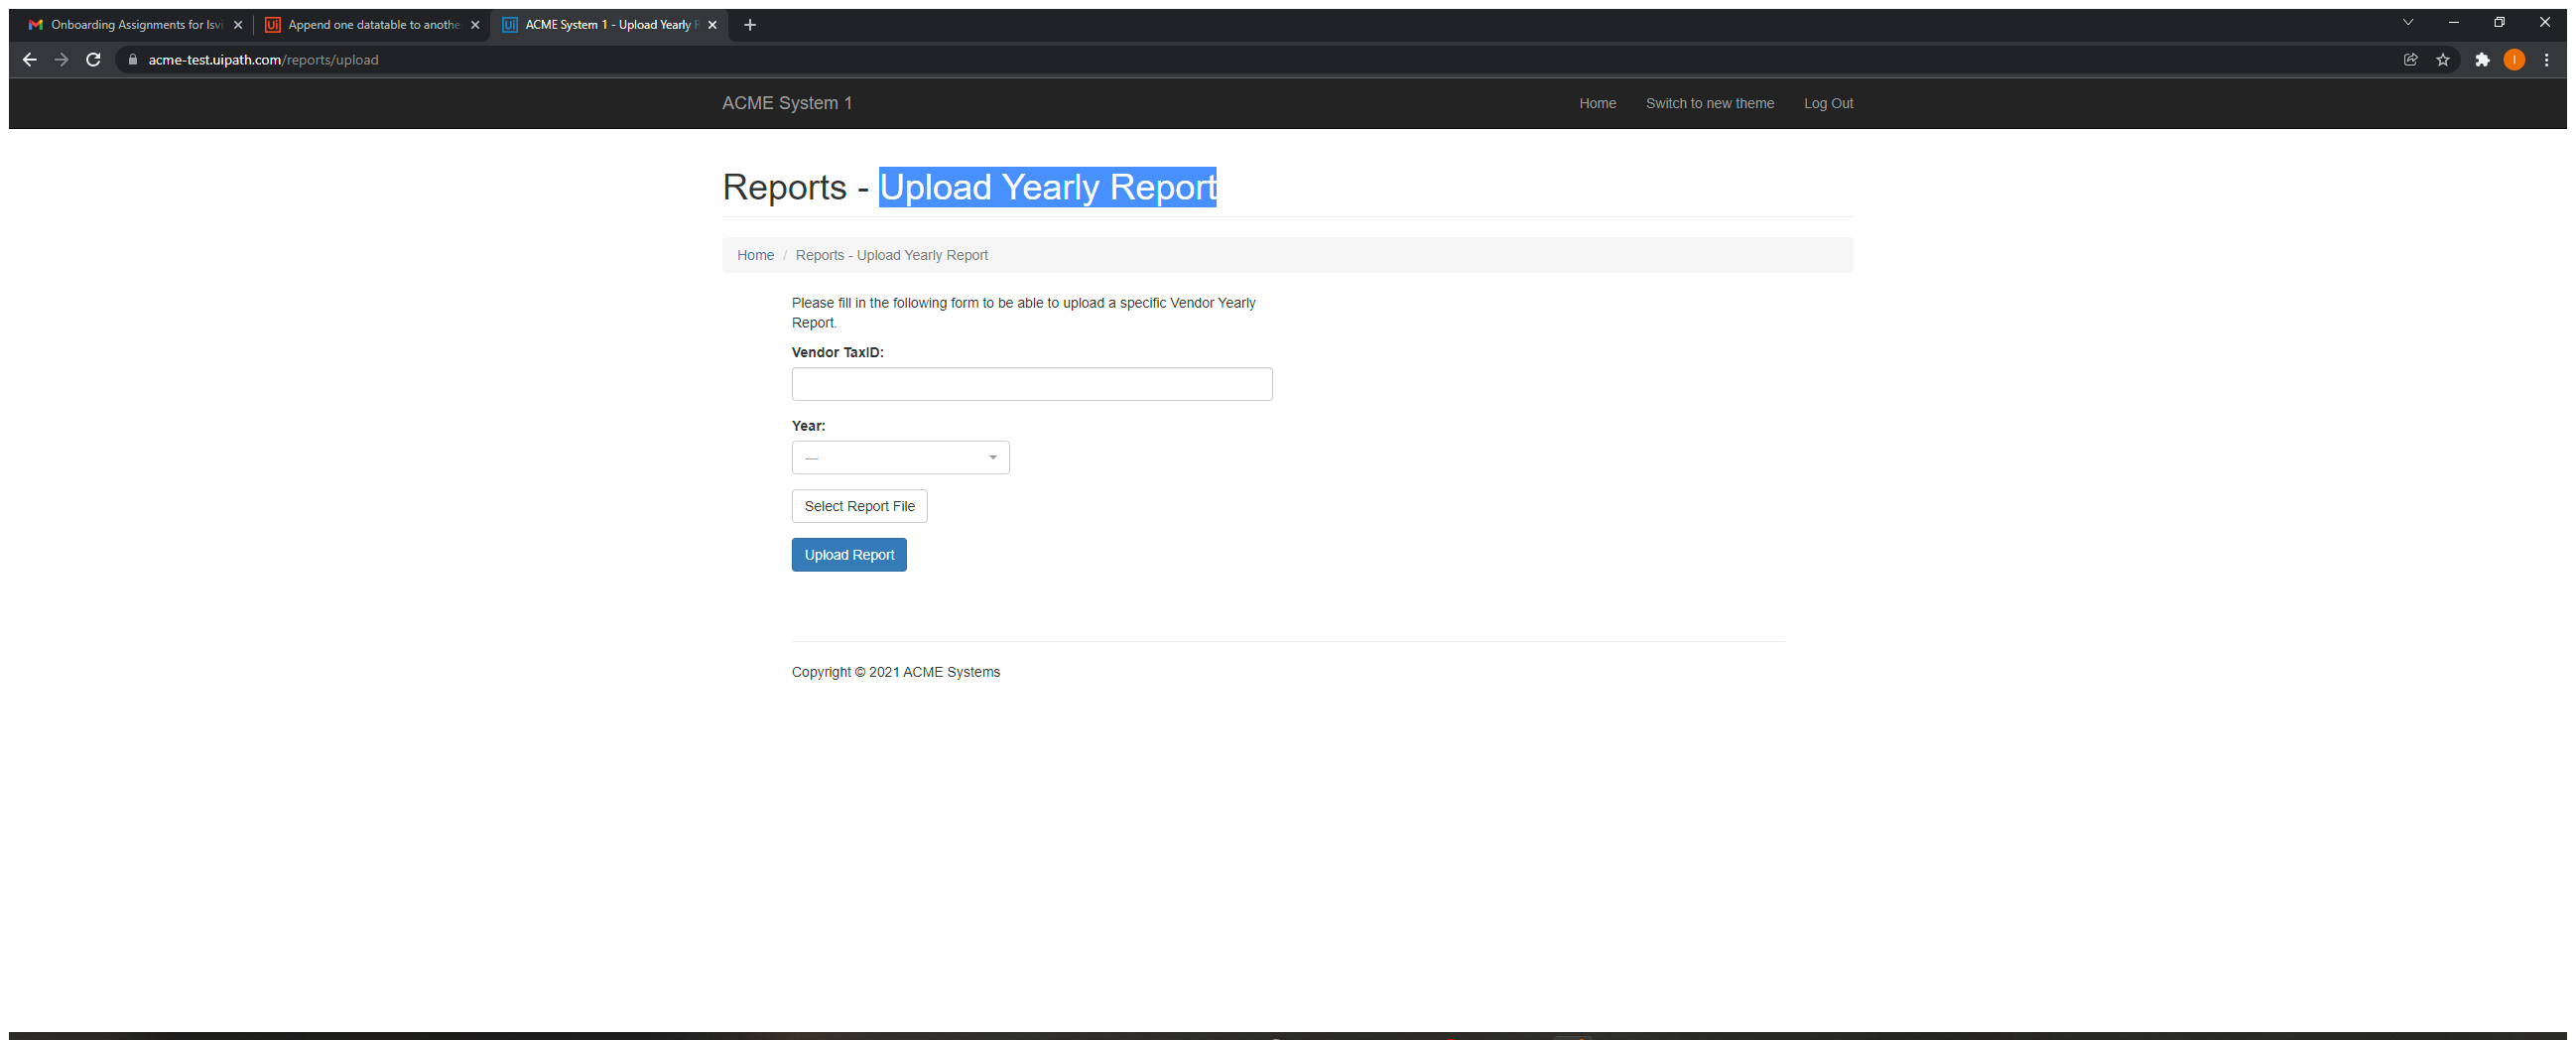 Onboarding Assignments for Isvi
Append one datatable to anothe
ACME System 1 - Upload Yearly R
acme-test.uipath.com/reports/upload
ACME System 1
Home
Switch to new theme
Log Out
Reports - Upload Yearly Report
Home / Reports - Upload Yearly Report
Please fill in the following form to be able to upload a specific Vendor Yearly
Report.
Vendor TaxID:
Year:
---
Select Report File
Upload Report
Copyright © 2021 ACME Systems